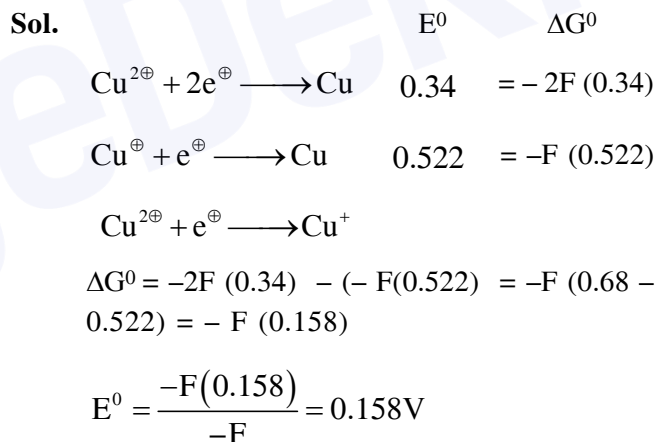 Sol. E⁰ ΔG⁰
Cu²⊕ + 2e⊕ ⟶ Cu 0.34 = – 2F (0.34)
Cu⊕ + e⊕ ⟶ Cu 0.522 = –F (0.522)
Cu²⊕ + e⊕ ⟶ Cu⁺
ΔG⁰ = –2F (0.34) – (– F(0.522) = –F (0.68 –
0.522) = – F (0.158)
E⁰ = –F(0.158)/–F = 0.158V